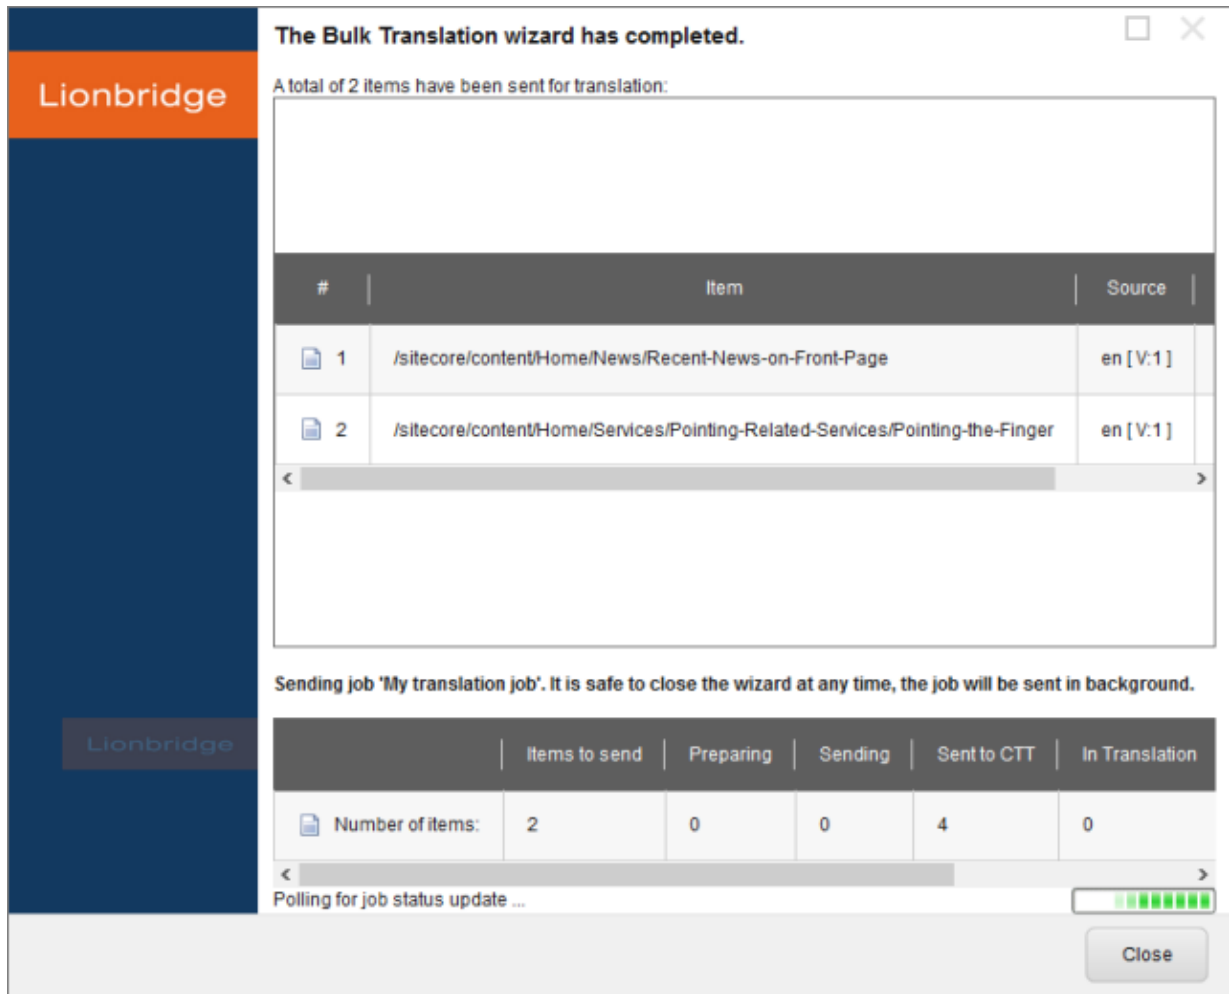 The Bulk Translation wizard has completed.
Lionbridge
A total of 2 items have been sent for translation:
# Item Source
1 /sitecore/content/Home/News/Recent-News-on-Front-Page en [ V:1 ]
2 /sitecore/content/Home/Services/Pointing-Related-Services/Pointing-the-Finger en [ V:1 ]
Sending job 'My translation job'. It is safe to close the wizard at any time, the job will be sent in background.
Lionbridge
Items to send Preparing Sending Sent to CTT In Translation
Number of items: 2 0 0 4 0
Polling for job status update ...
Close